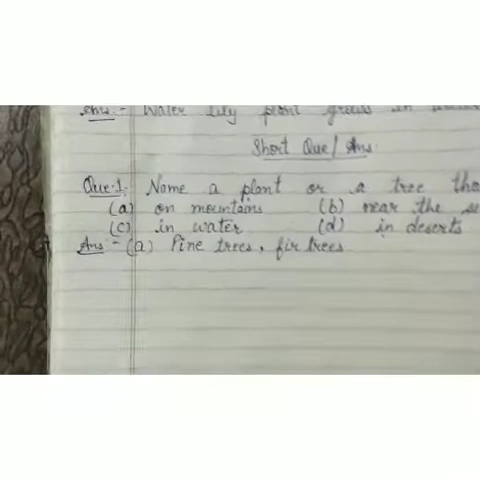 Ans:- Water lily plant grows in
Short Que/Ans.
Que.1. Name a plant or a tree
(a) on mountains (b) near the
(c) in water (d) in deserts
Ans:- (a) Pine trees, fir trees